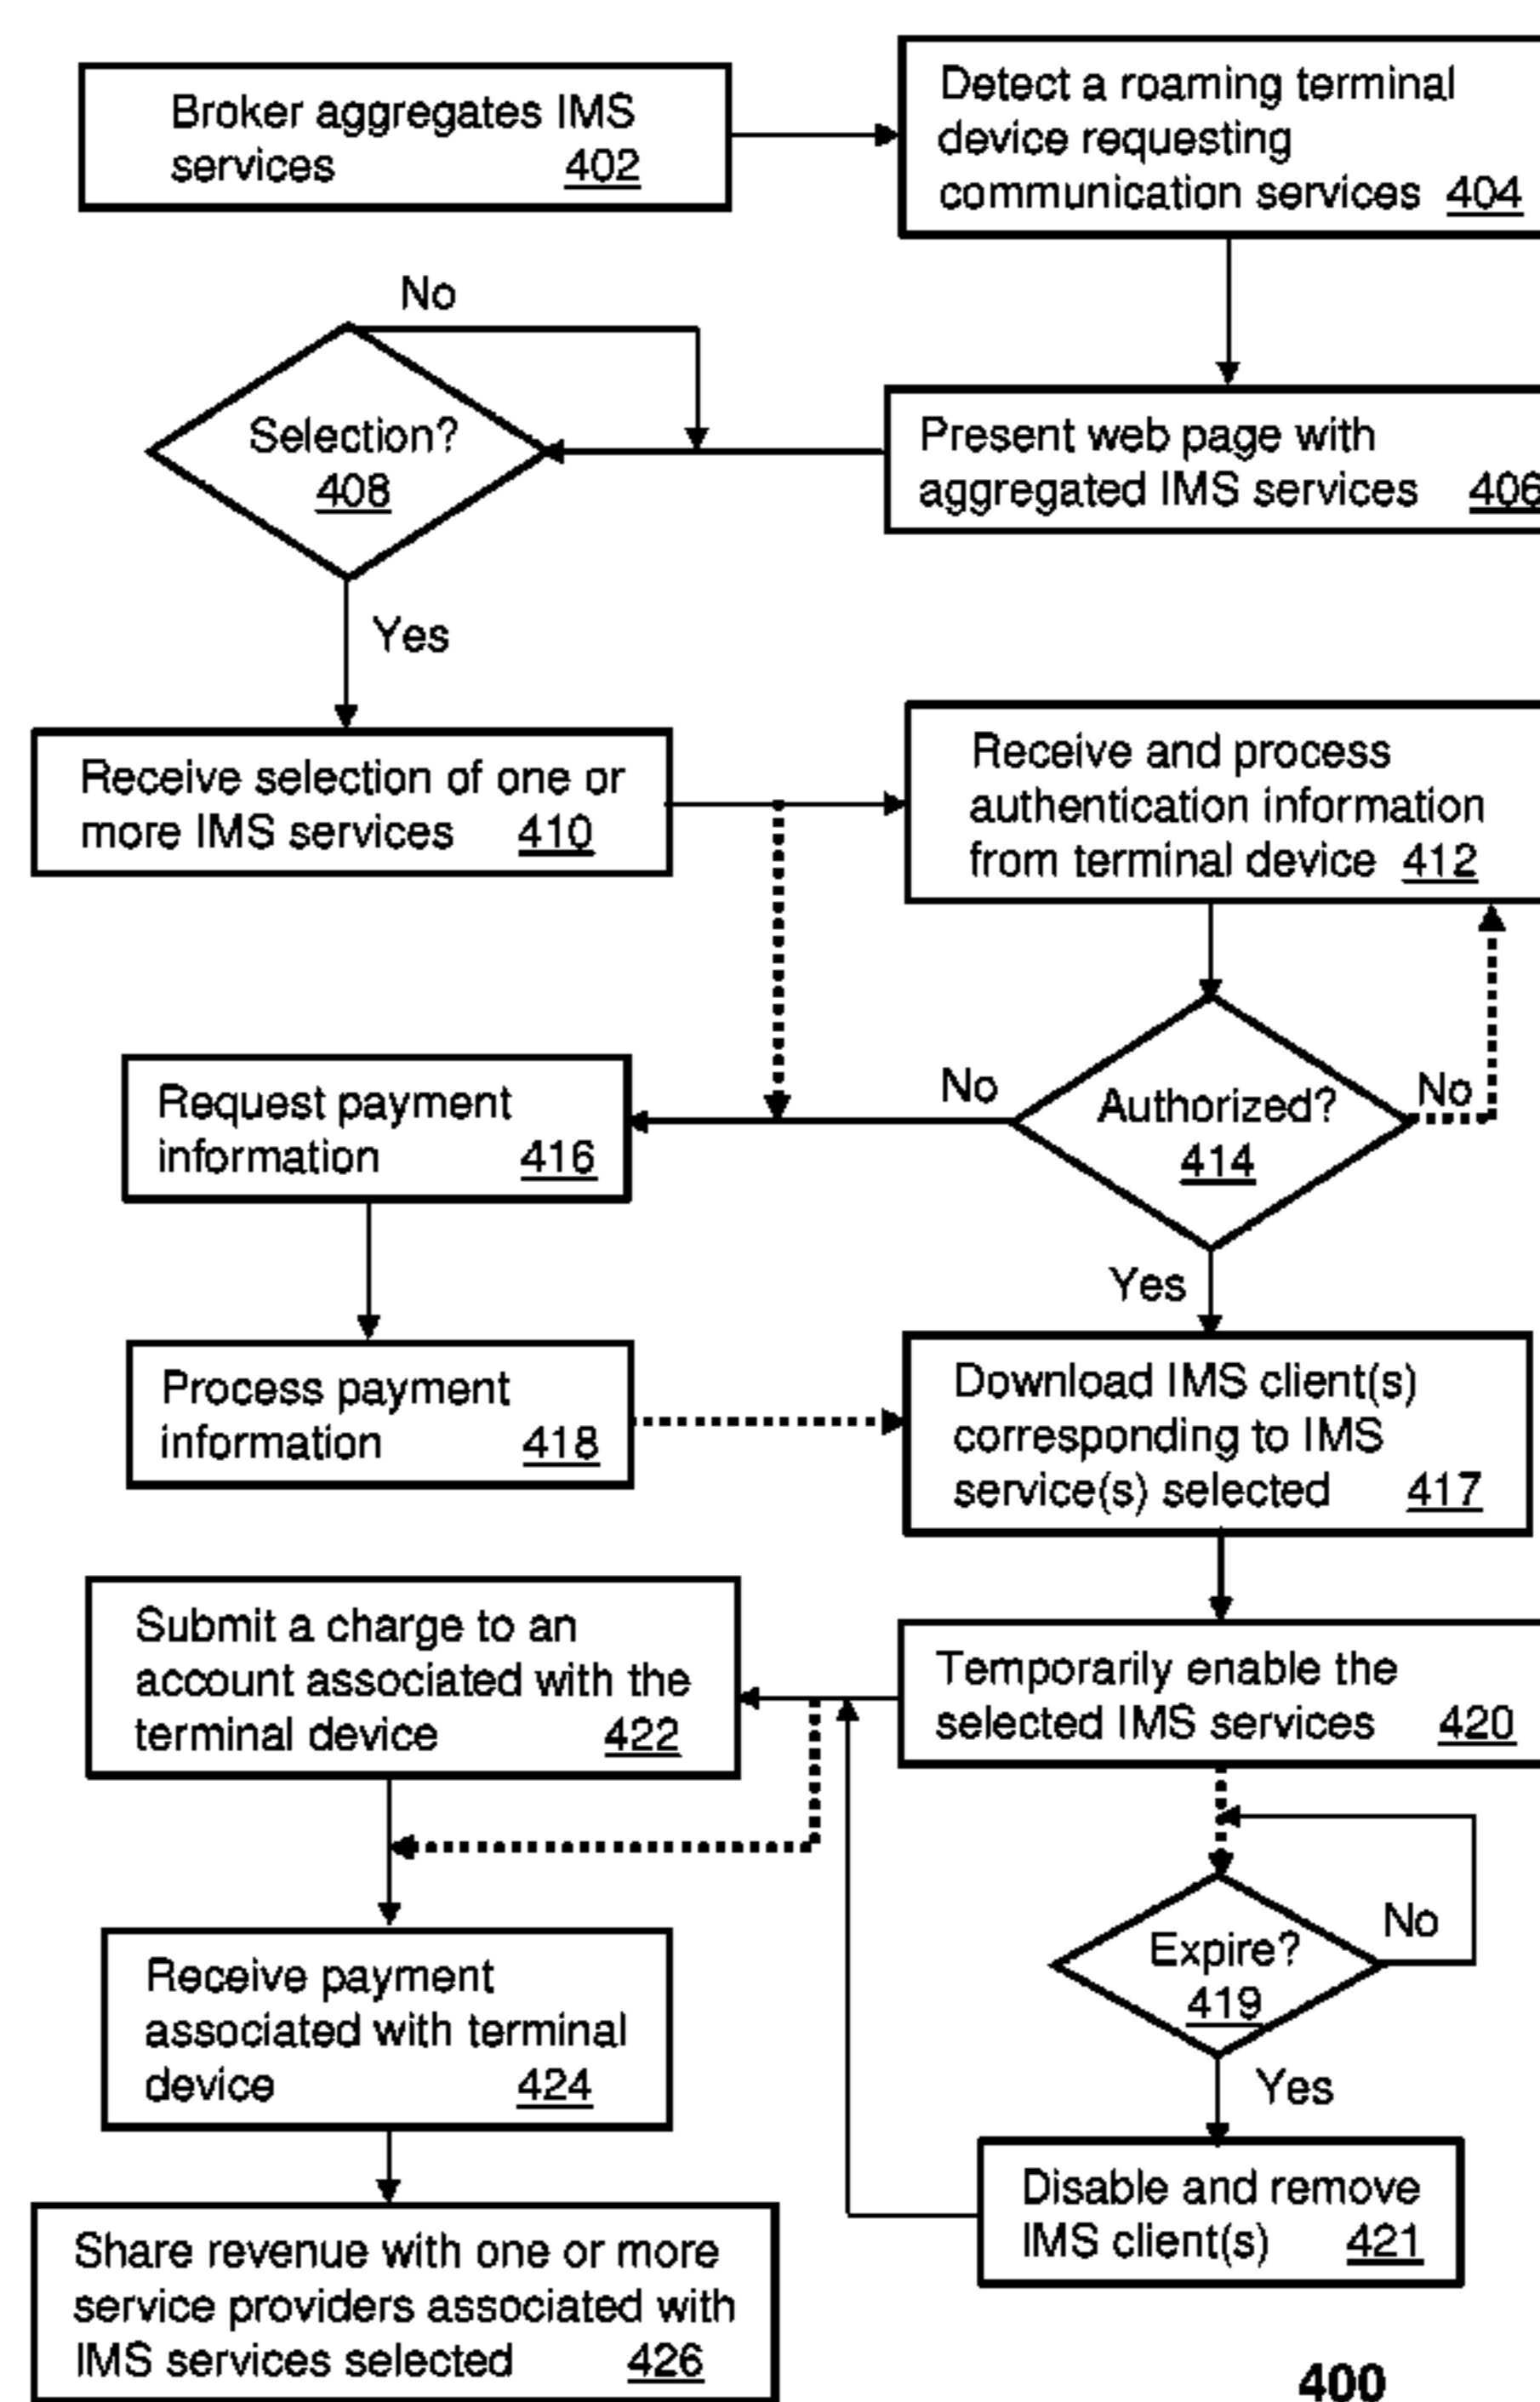 Broker aggregates IMS
services 402
Detect a roaming terminal
device requesting
communication services 404
No
Selection?
408
Present web page with
aggregated IMS services 406
Yes
Receive selection of one or
more IMS services 410
Receive and process
authentication information
from terminal device 412
Request payment
information 416
No
Authorized?
414
No
Yes
Process payment
information 418
Download IMS client(s)
corresponding to IMS
service(s) selected 417
Submit a charge to an
account associated with the
terminal device 422
Temporarily enable the
selected IMS services 420
Receive payment
associated with terminal
device 424
Expire?
419
No
Yes
Disable and remove
IMS client(s) 421
Share revenue with one or more
service providers associated with
IMS services selected 426
400